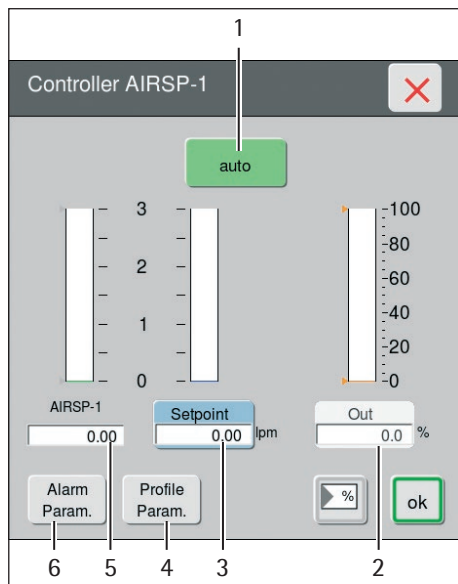 1
Controller AIRSP-1
auto
3
2
1
0
100
80
60
40
20
0
AIRSP-1
0.00
Setpoint
0.00 lpm
Out
0.0 %
Alarm
Param.
Profile
Param.
%
ok
6 5 4 3 2